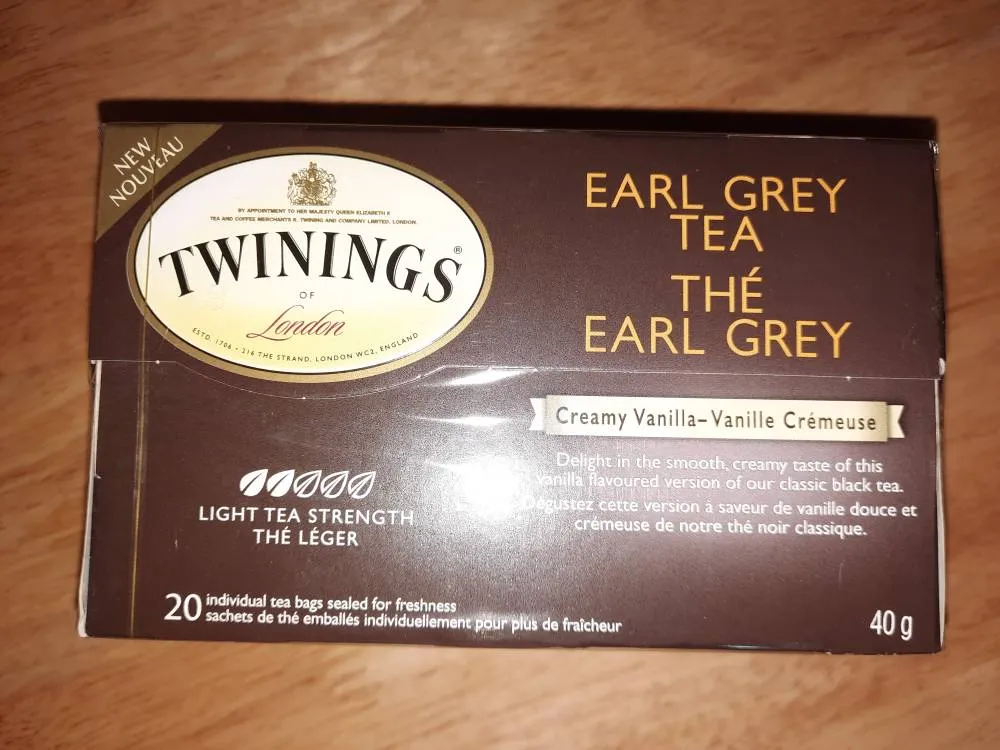 NEW
NOUVEAU
BY APPOINTMENT TO HER MAJESTY QUEEN ELIZABETH II
TEA AND COFFEE MERCHANTS R. TWINING AND COMPANY LIMITED. LONDON.
TWININGS®
OF
London
ESTD. 1706 • 216 THE STRAND, LONDON WC2, ENGLAND
EARL GREY
TEA
THÉ
EARL GREY
Creamy Vanilla–Vanille Crémeuse
Delight in the smooth, creamy taste of this
vanilla flavoured version of our classic black tea.
Dégustez cette version à saveur de vanille douce et
crémeuse de notre thé noir classique.
LIGHT TEA STRENGTH
THÉ LÉGER
20 individual tea bags sealed for freshness
sachets de thé emballés individuellement pour plus de fraîcheur
40 g